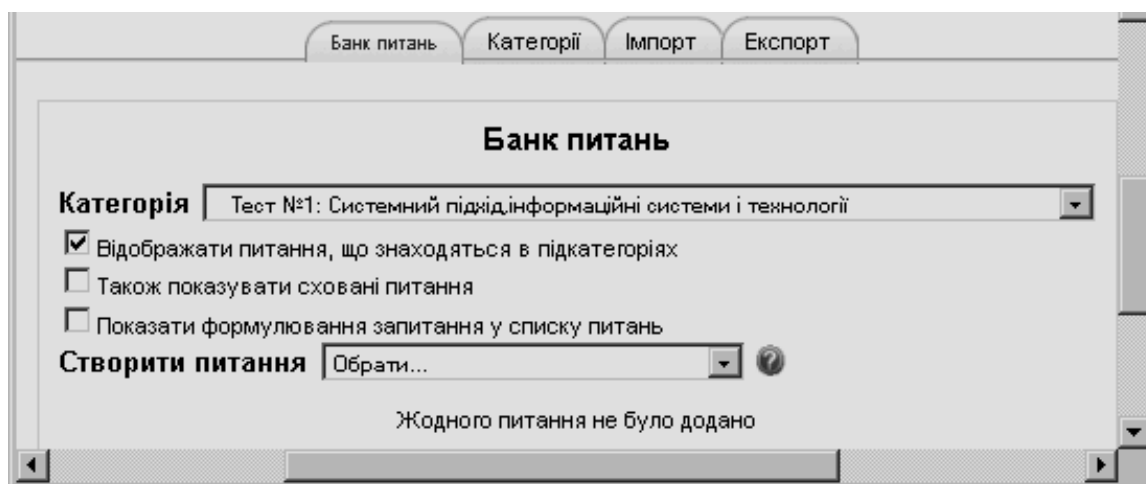 Банк питань Категорії Імпорт Експорт
Банк питань
Категорія Тест №1: Системний підхід,інформаційні системи і технології
Відображати питання, що знаходяться в підкатегоріях
Також показувати сховані питання
Показати формулювання запитання у списку питань
Створити питання Обрати... ?
Жодного питання не було додано